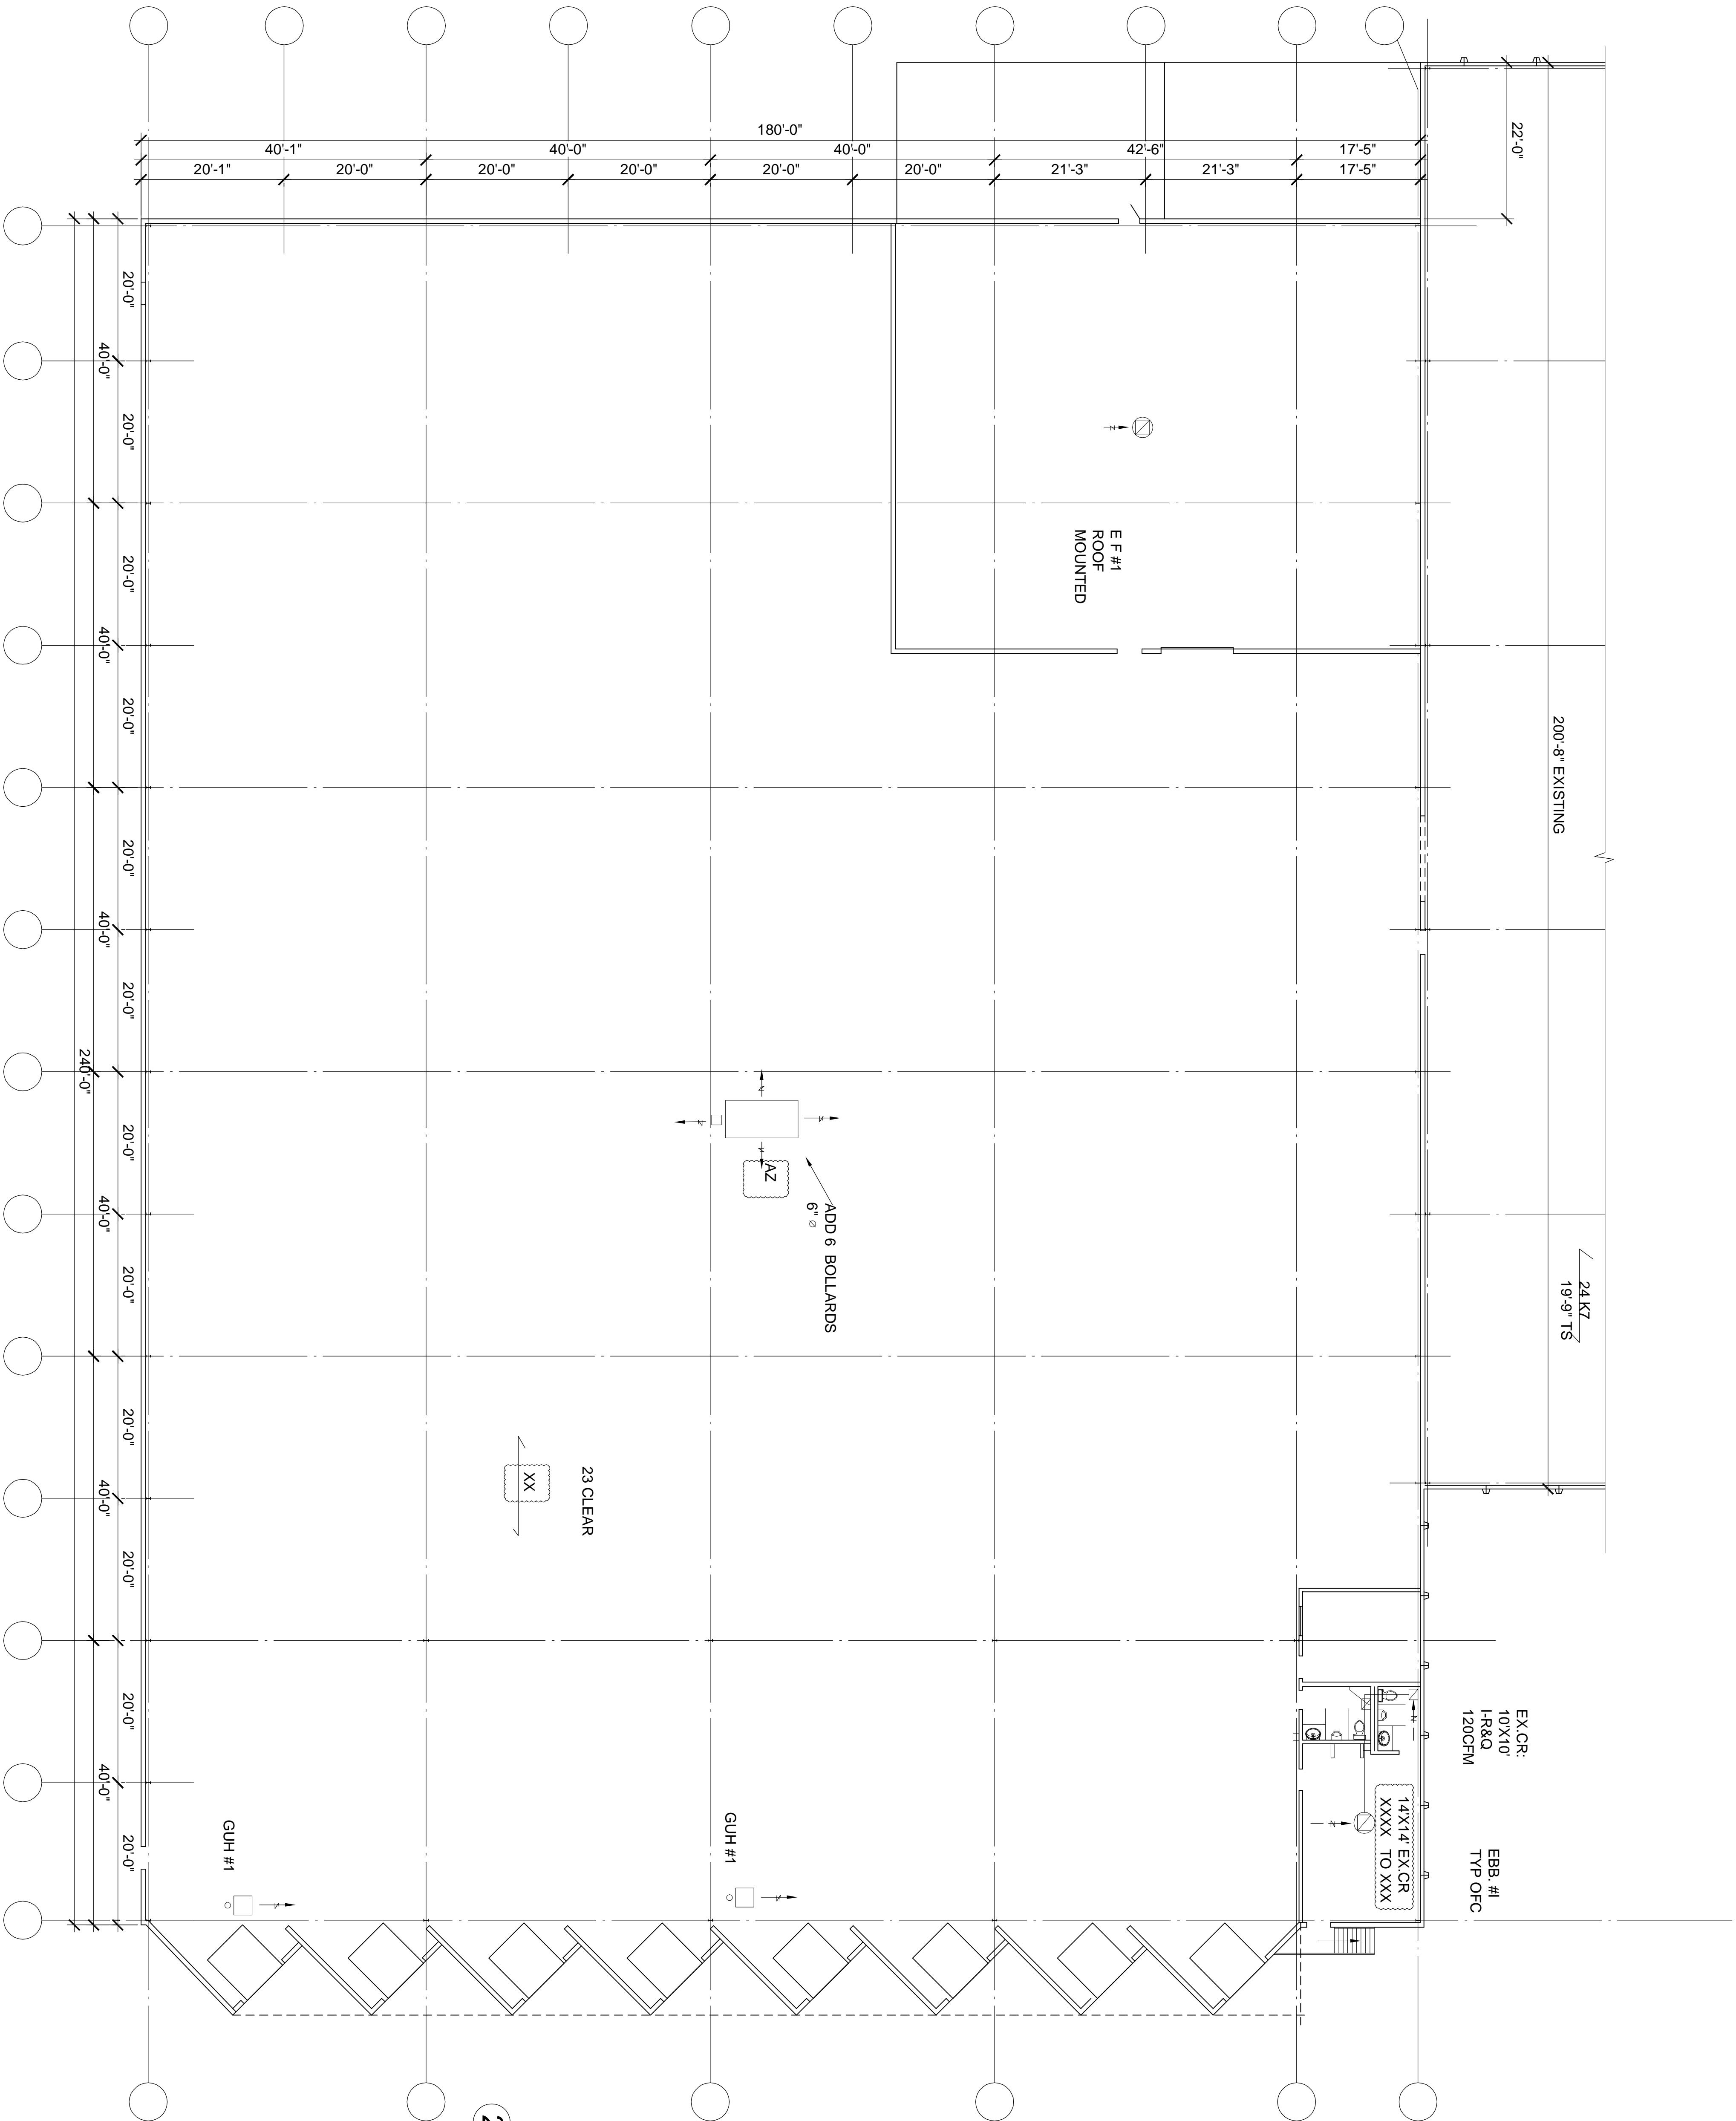 180'-0"
40'-1"
40'-0"
40'-0"
42'-6"
17'-5"
20'-1"
20'-0"
20'-0"
20'-0"
20'-0"
20'-0"
21'-3"
21'-3"
17'-5"
22'-0"
200'-8" EXISTING
24 K7
19'-9" TS
20'-0"
20'-0"
20'-0"
20'-0"
20'-0"
20'-0"
20'-0"
20'-0"
20'-0"
20'-0"
20'-0"
20'-0"
40'-0"
40'-0"
40'-0"
40'-0"
40'-0"
40'-0"
240'-0"
E F #1
ROOF
MOUNTED
AZ
ADD 6 BOLLARDS
6" ⌀
23 CLEAR
XX
EX.CR:
10'X10'
I-R&Q
120CFM
14'X14' EX.CR
XXXX TO XXX
EBB. #I
TYP OFC
GUH #1
GUH #1